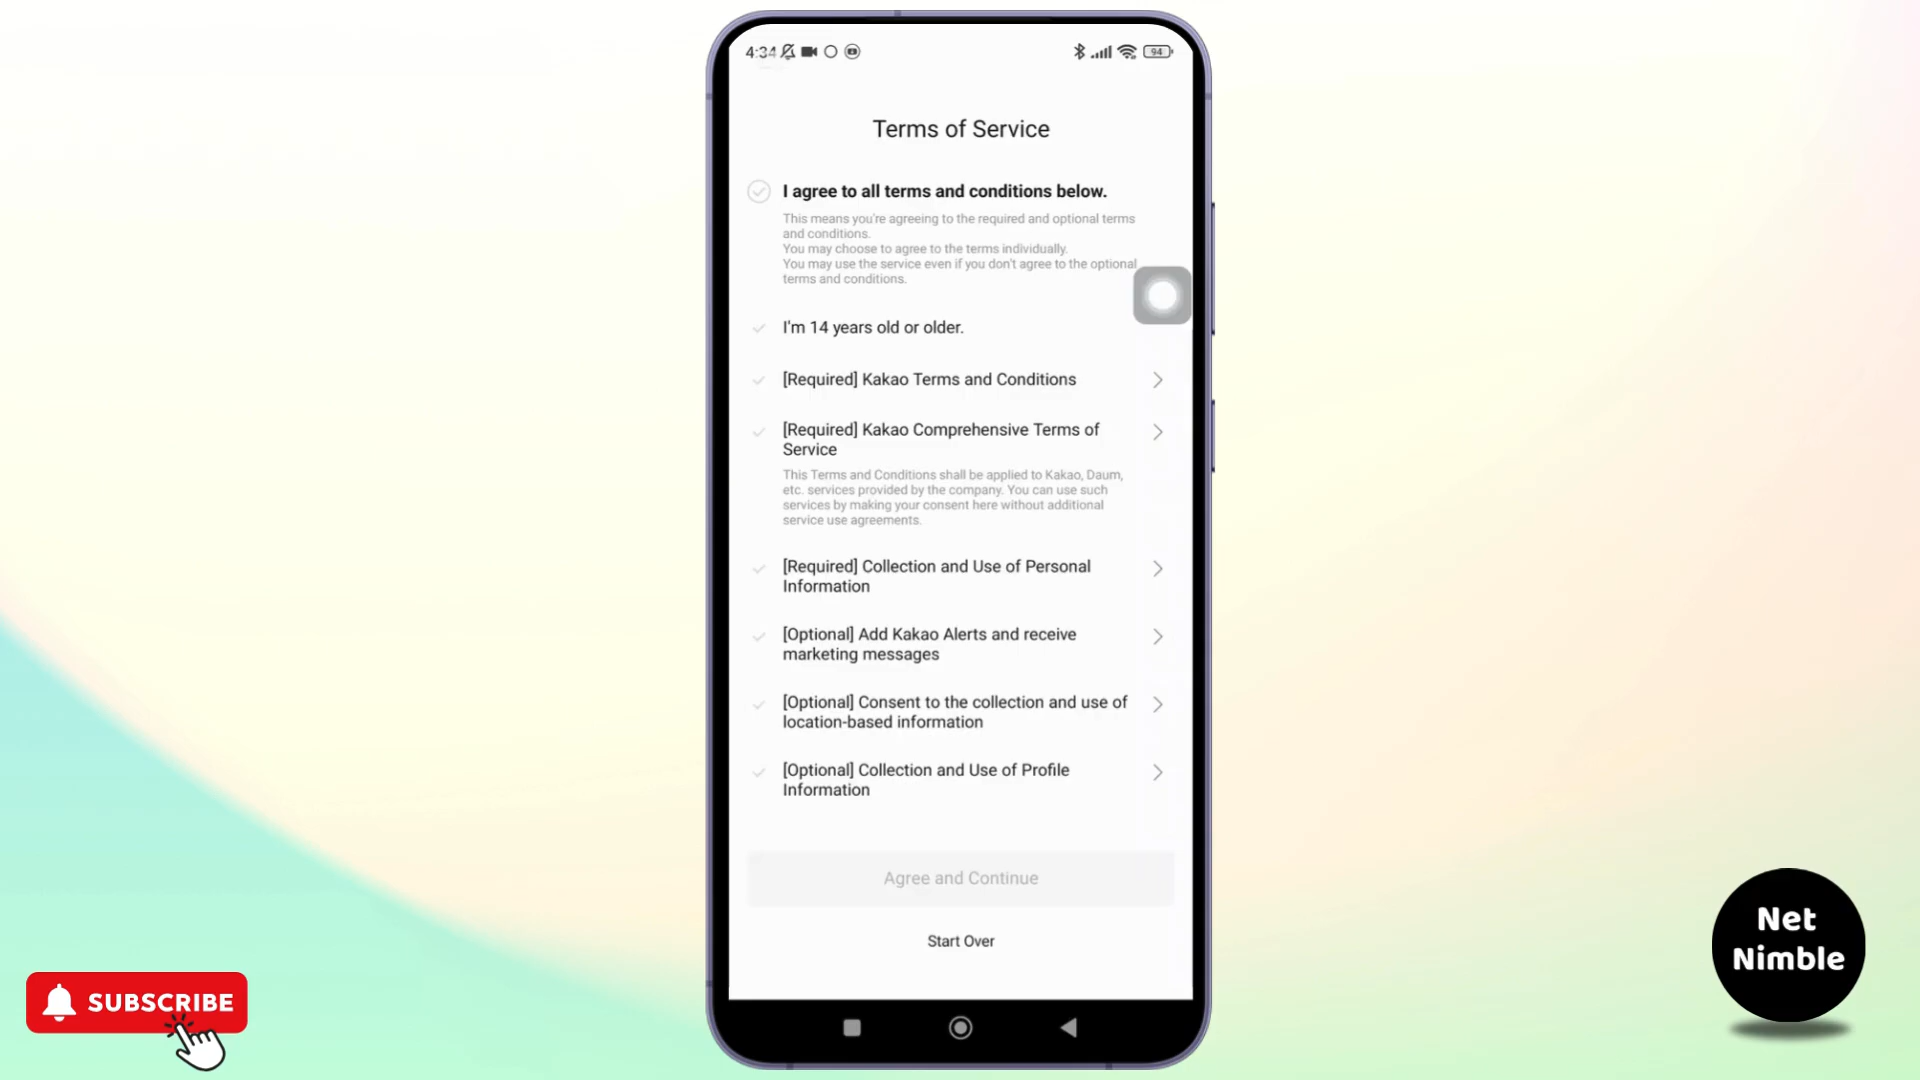 4:34
94
Terms of Service
I agree to all terms and conditions below.
This means you're agreeing to the required and optional terms
and conditions.
You may choose to agree to the terms individually.
You may use the service even if you don't agree to the optional
terms and conditions.
I'm 14 years old or older.
[Required] Kakao Terms and Conditions
[Required] Kakao Comprehensive Terms of
Service
This Terms and Conditions shall be applied to Kakao, Daum,
etc. services provided by the company. You can use such
services by making your consent here without additional
service use agreements.
[Required] Collection and Use of Personal
Information
[Optional] Add Kakao Alerts and receive
marketing messages
[Optional] Consent to the collection and use of
location-based information
[Optional] Collection and Use of Profile
Information
Agree and Continue
Start Over
SUBSCRIBE
Net
Nimble